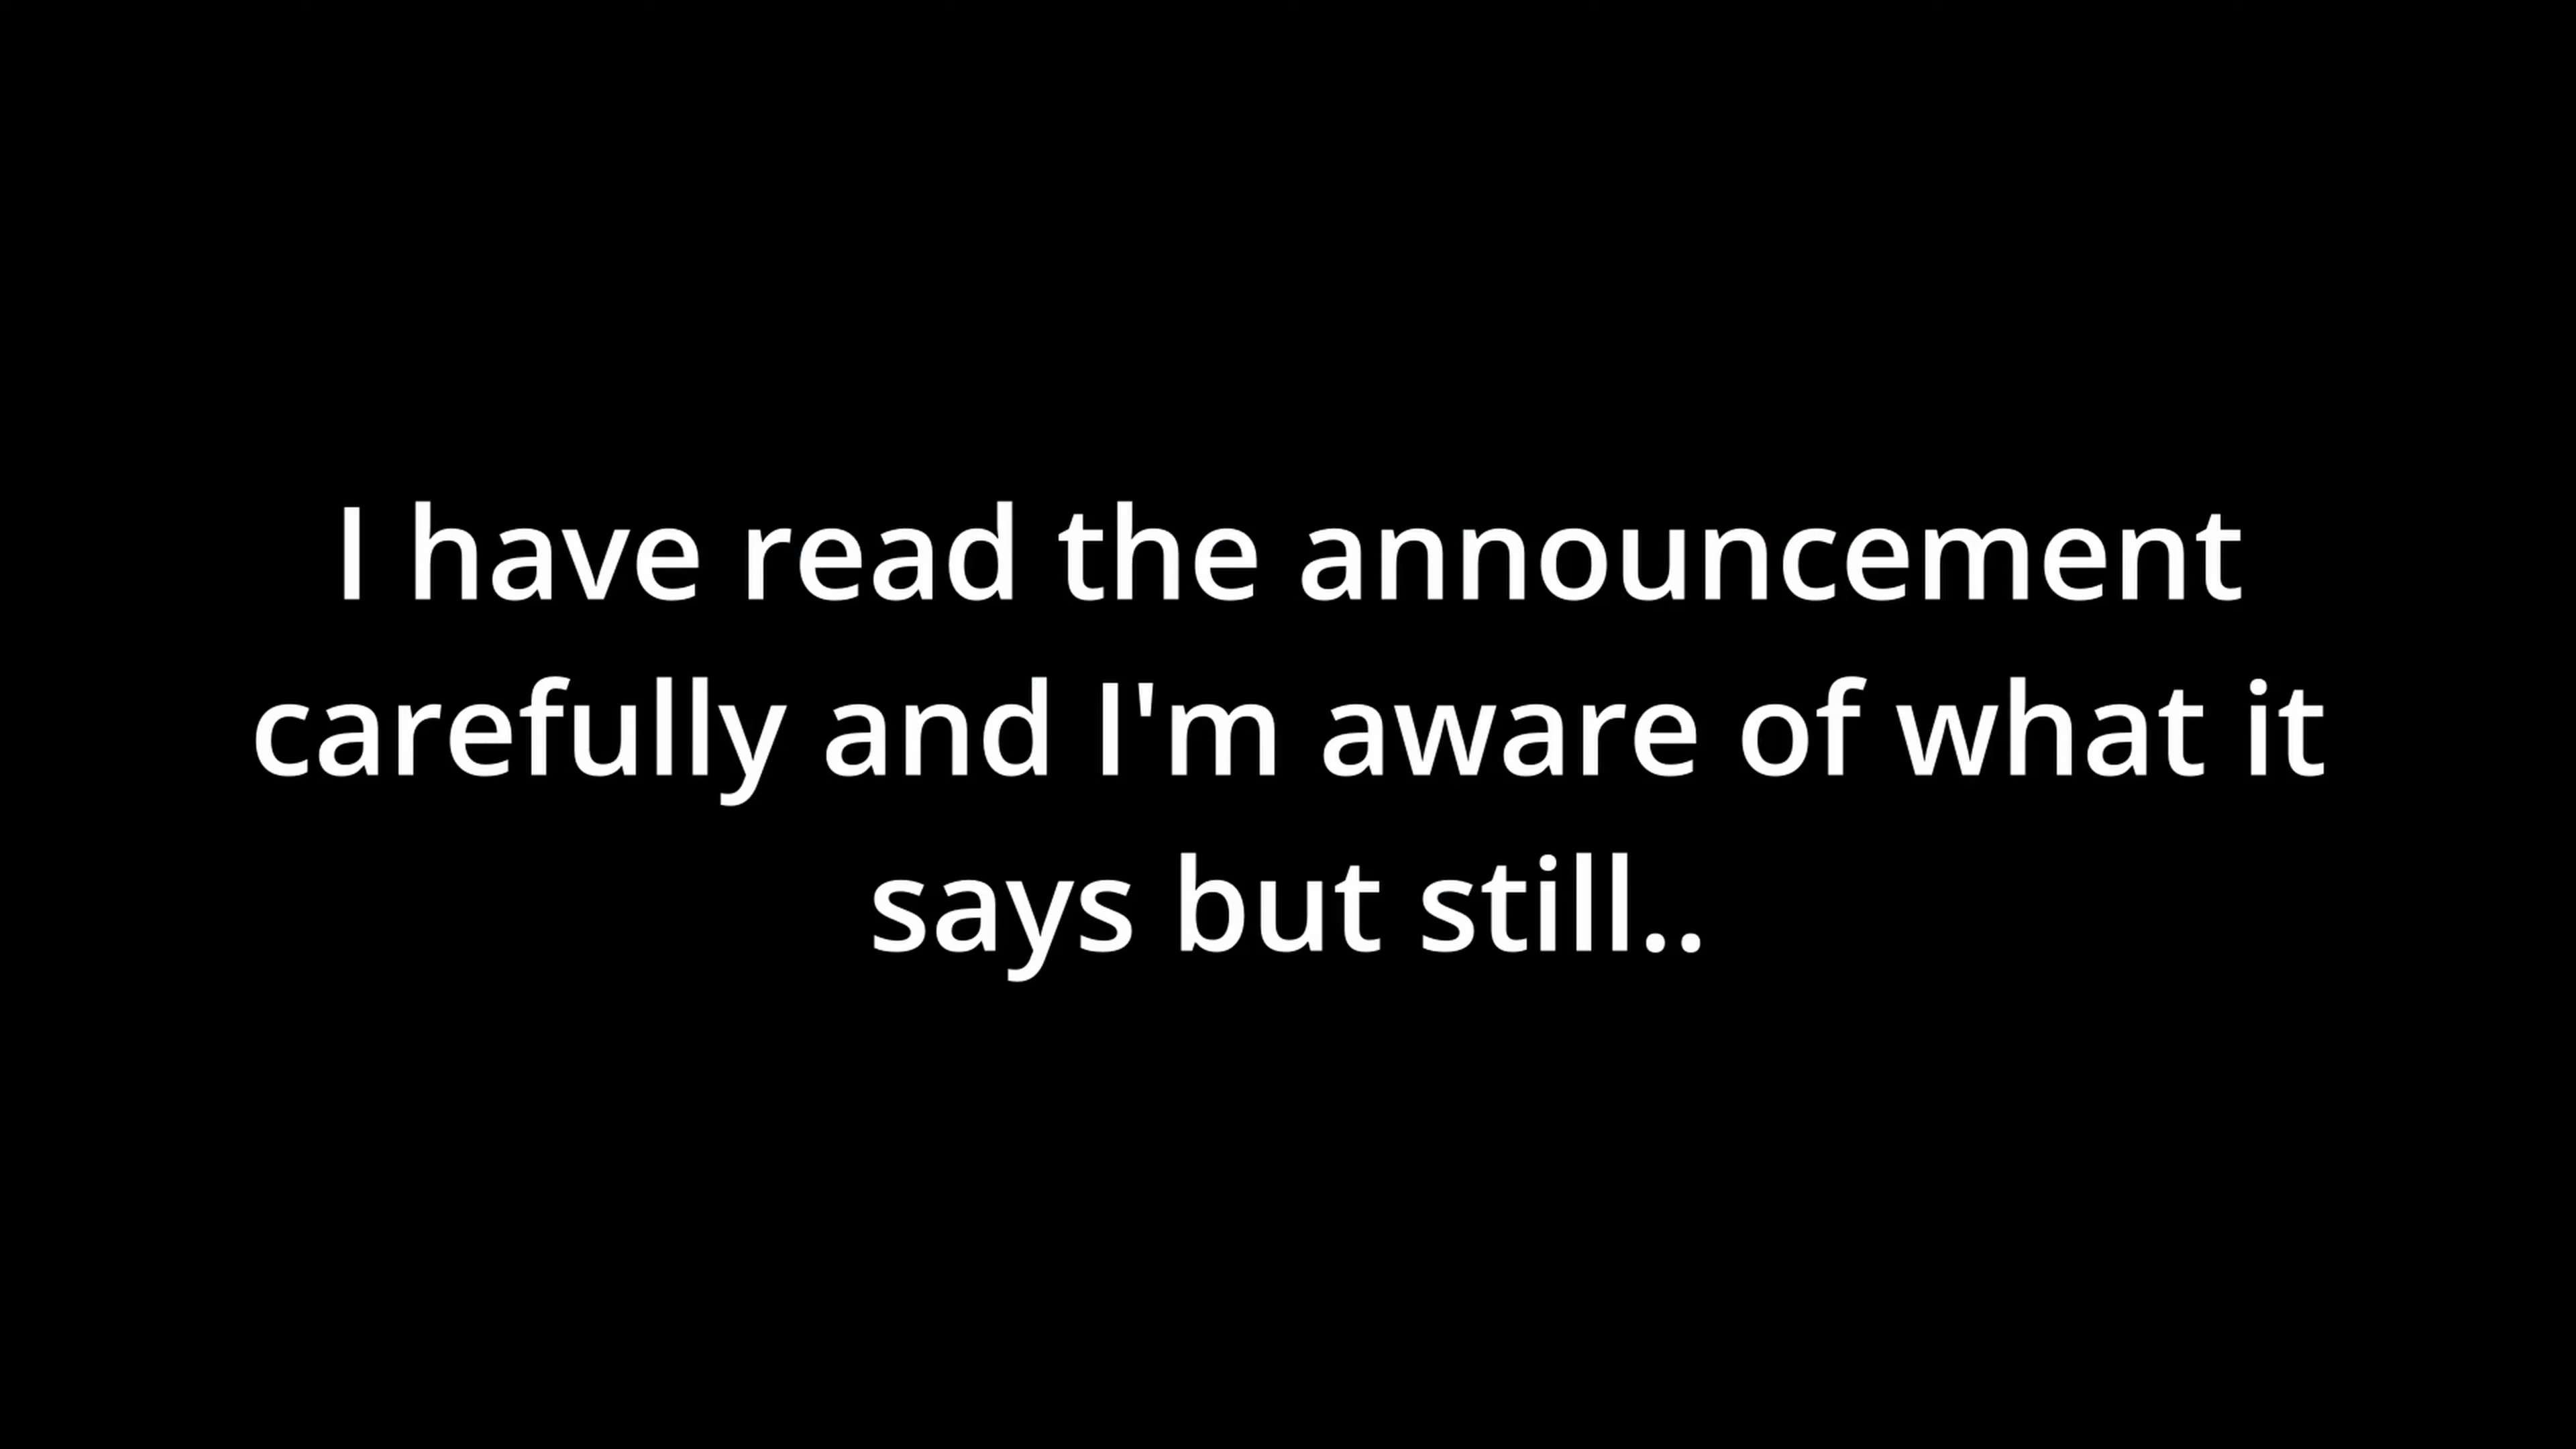 I have read the announcement
carefully and I'm aware of what it
says but still..